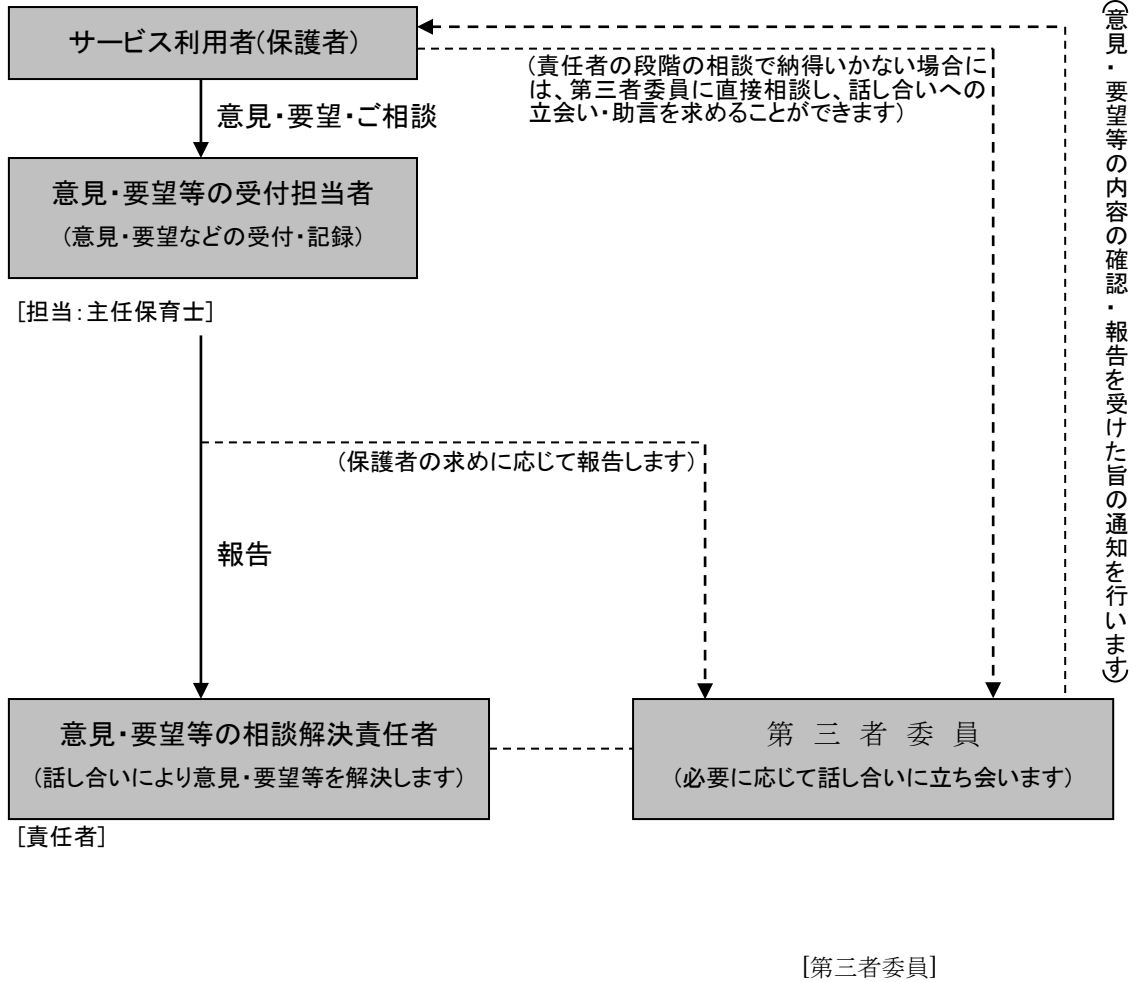 サービス利用者(保護者)
(責任者の段階の相談で納得いかない場合に
は、第三者委員に直接相談し、話し合いへの
立会い・助言を求めることができます)
意見・要望・ご相談
意見・要望等の受付担当者
(意見・要望などの受付・記録)
[担当:主任保育士]
(保護者の求めに応じて報告します)
報告
意見・要望等の相談解決責任者
(話し合いにより意見・要望等を解決します)
[責任者]
第三者委員
(必要に応じて話し合いに立ち会います)
(意見・要望等の内容の確認・報告を受けた旨の通知を行います)
[第三者委員]